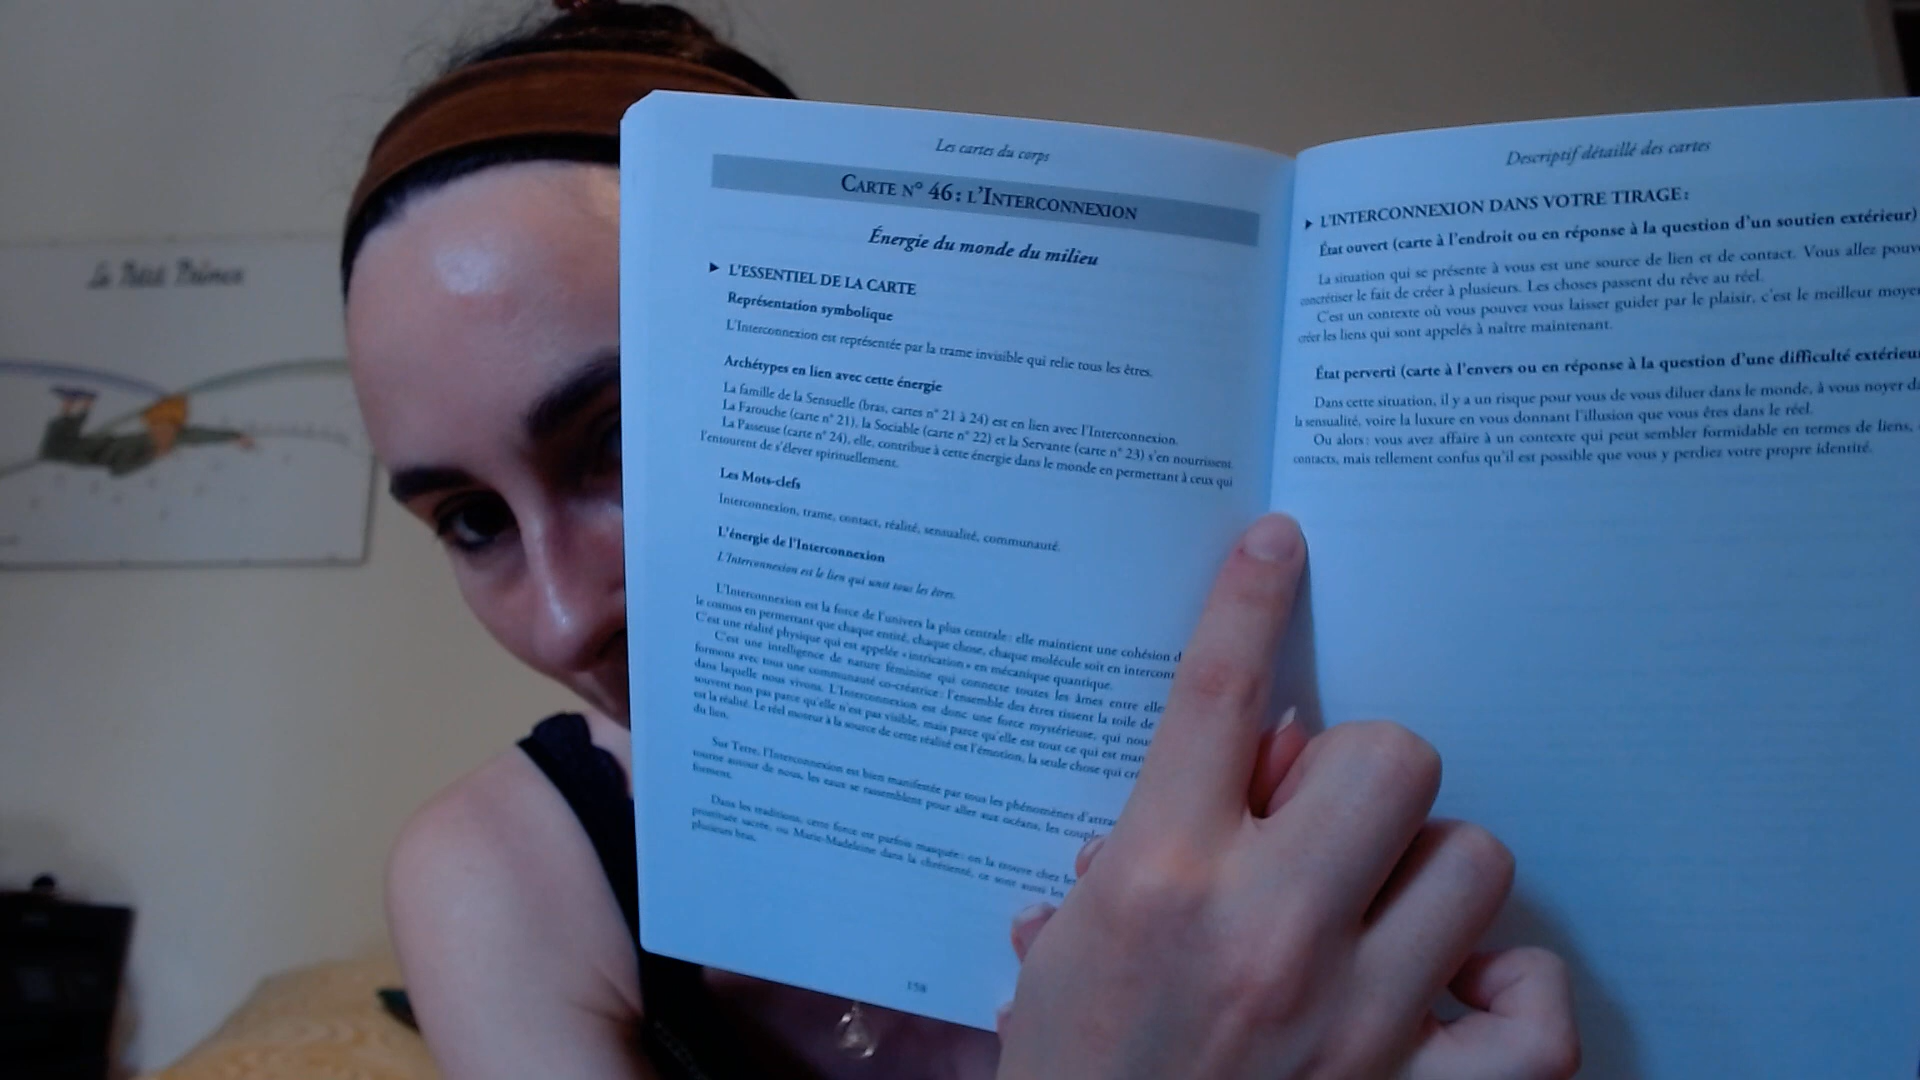 Le Petit Prince
Les cartes du corps
CARTE N° 46 : L'INTERCONNEXION
Énergie du monde du milieu
► L'ESSENTIEL DE LA CARTE
Représentation symbolique
L'Interconnexion est représentée par la trame invisible qui relie tous les êtres.
Archétypes en lien avec cette énergie
La famille de la Sensuelle (bras, cartes n° 21 à 24) est en lien avec l'Interconnexion.
La Farouche (carte n° 21), la Sociable (carte n° 22) et la Servante (carte n° 23) s'en nourrissent.
La Passeuse (carte n° 24), elle, contribue à cette énergie dans le monde en permettant à ceux qui
l'entourent de s'élever spirituellement.
Les Mots-clefs
Interconnexion, trame, contact, réalité, sensualité, communauté.
L'énergie de l'Interconnexion
L'Interconnexion est le lien qui unit tous les êtres.
L'Interconnexion est la force de l'univers la plus centrale : elle maintient une cohésion d
le cosmos en permettant que chaque entité, chaque chose, chaque molécule soit en interconn
C'est une réalité physique qui est appelée « intrication » en mécanique quantique.
C'est une intelligence de nature féminine qui connecte toutes les âmes entre elle
formons avec tous une communauté co-créatrice : l'ensemble des êtres tissent la toile de
dans laquelle nous vivons. L'Interconnexion est donc une force mystérieuse, qui nou
souvent non pas parce qu'elle n'est pas visible, mais parce qu'elle est tout ce qui est man
est la réalité. Le réel moteur à la source de cette réalité est l'émotion, la seule chose qui cr
du lien.
Sur Terre, l'Interconnexion est bien manifestée par tous les phénomènes d'attra
tourne autour de nous, les eaux se rassemblent pour aller aux océans, les coupl
forment.
Dans les traditions, cette force est parfois masquée : on la trouve chez les
prostituée sacrée, ou Marie-Madeleine dans la chrétienté, ce sont aussi les
plusieurs bras.
158
Descriptif détaillé des cartes
► L'INTERCONNEXION DANS VOTRE TIRAGE :
État ouvert (carte à l'endroit ou en réponse à la question d'un soutien extérieur)
La situation qui se présente à vous est une source de lien et de contact. Vous allez pouv
concrétiser le fait de créer à plusieurs. Les choses passent du rêve au réel.
C'est un contexte où vous pouvez vous laisser guider par le plaisir, c'est le meilleur moye
créer les liens qui sont appelés à naître maintenant.
État perverti (carte à l'envers ou en réponse à la question d'une difficulté extérieu
Dans cette situation, il y a un risque pour vous de vous diluer dans le monde, à vous noyer da
la sensualité, voire la luxure en vous donnant l'illusion que vous êtes dans le réel.
Ou alors : vous avez affaire à un contexte qui peut sembler formidable en termes de liens,
contacts, mais tellement confus qu'il est possible que vous y perdiez votre propre identité.